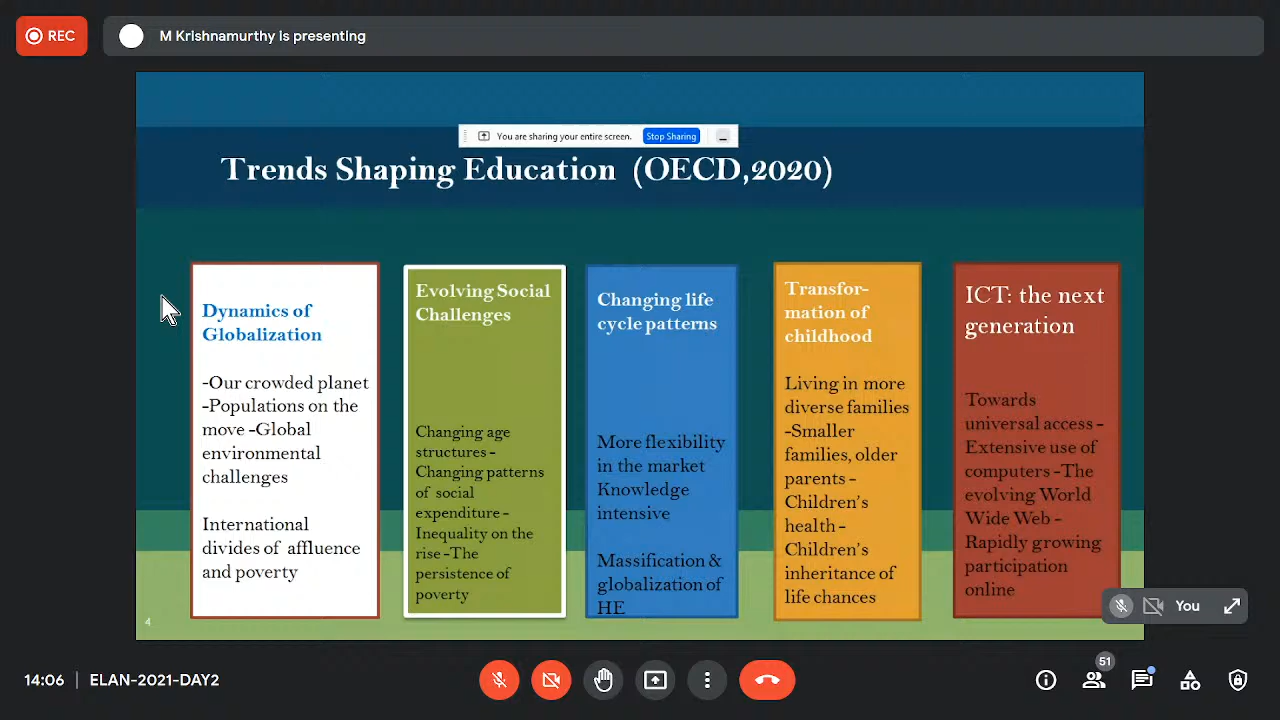 REC
M Krishnamurthy is presenting
You are sharing your entire screen.
Stop Sharing
Trends Shaping Education (OECD,2020)
Dynamics of
Globalization
-Our crowded planet
-Populations on the
move -Global
environmental
challenges
International
divides of affluence
and poverty
Evolving Social
Challenges
Changing age
structures -
Changing patterns
of social
expenditure -
Inequality on the
rise -The
persistence of
poverty
Changing life
cycle patterns
More flexibility
in the market
Knowledge
intensive
Massification &
globalization of
HE
Transfor-
mation of
childhood
Living in more
diverse families
-Smaller
families, older
parents -
Children's
health -
Children's
inheritance of
life chances
ICT: the next
generation
Towards
universal access -
Extensive use of
computers -The
evolving World
Wide Web -
Rapidly growing
participation
online
4
You
14:06 | ELAN-2021-DAY2
51